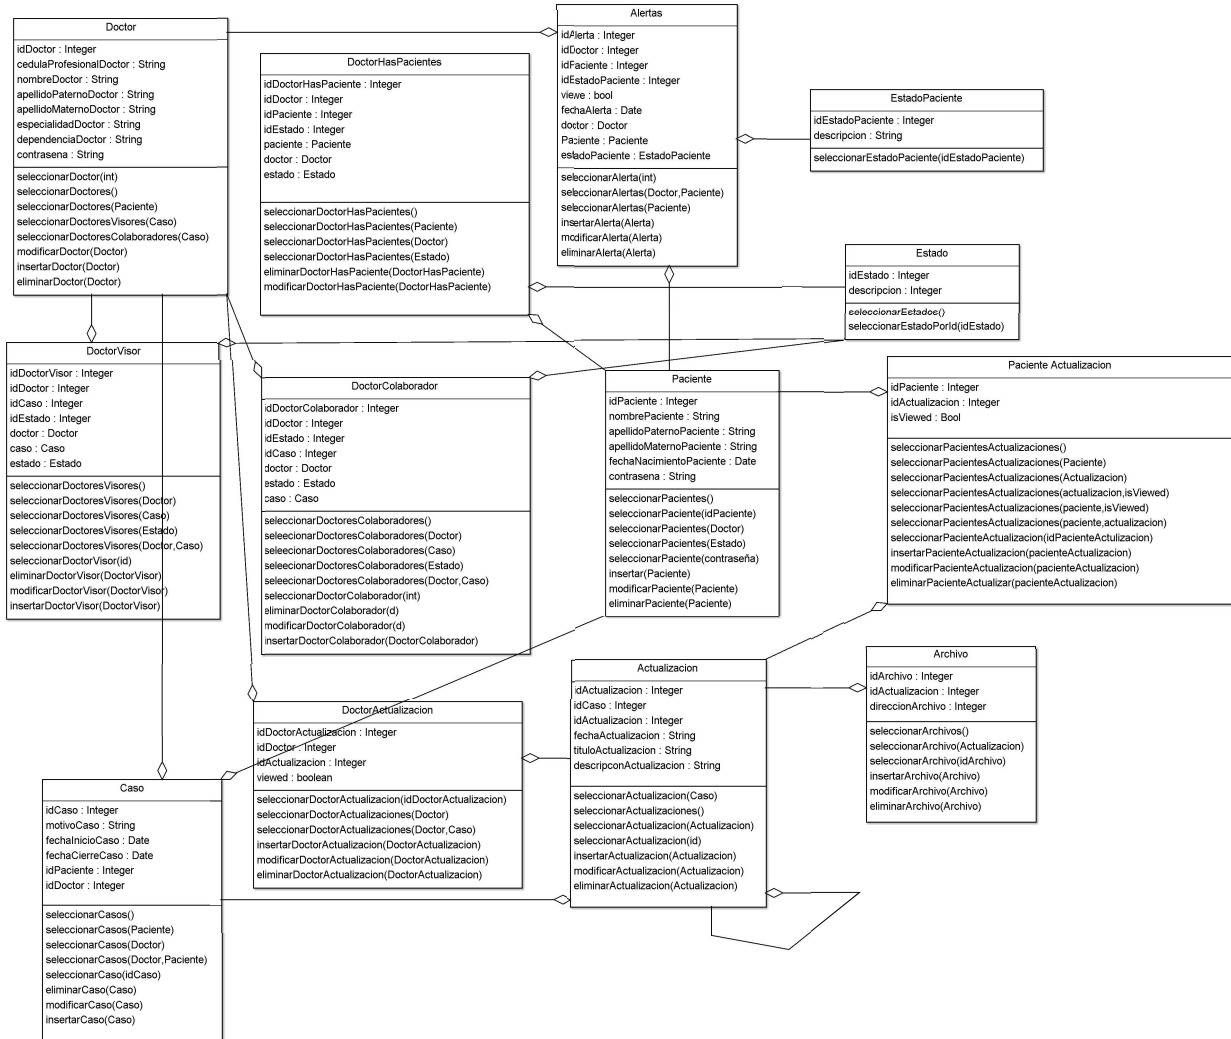 Doctor
idDoctor : Integer
cedulaProfesionalDoctor : String
nombreDoctor : String
apellidoPaternoDoctor : String
apellidoMaternoDoctor : String
especialidadDoctor : String
dependenciaDoctor : String
contrasena : String
seleccionarDoctor(int)
seleccionarDoctores()
seleccionarDoctores(Paciente)
seleccionarDoctoresVisores(Caso)
seleccionarDoctoresColaboradores(Caso)
modificarDoctor(Doctor)
insertarDoctor(Doctor)
eliminarDoctor(Doctor)
DoctorHasPacientes
idDoctorHasPaciente : Integer
idDoctor : Integer
idPaciente : Integer
idEstado : Integer
paciente : Paciente
doctor : Doctor
estado : Estado
seleccionarDoctorHasPacientes()
seleccionarDoctorHasPacientes(Paciente)
seleccionarDoctorHasPacientes(Doctor)
seleccionarDoctorHasPacientes(Estado)
eliminarDoctorHasPaciente(DoctorHasPaciente)
modificarDoctorHasPaciente(DoctorHasPaciente)
Alertas
idAlerta : Integer
idDoctor : Integer
idPaciente : Integer
idEstadoPaciente : Integer
viewe : bool
fechaAlerta : Date
doctor : Doctor
Paciente : Paciente
estadoPaciente : EstadoPaciente
seleccionarAlerta(int)
seleccionarAlertas(Doctor,Paciente)
seleccionarAlertas(Paciente)
insertarAlerta(Alerta)
modificarAlerta(Alerta)
eliminarAlerta(Alerta)
EstadoPaciente
idEstadoPaciente : Integer
descripcion : String
seleccionarEstadoPaciente(idEstadoPaciente)
Estado
idEstado : Integer
descripcion : Integer
seleccionarEstados()
seleccionarEstadoPorId(idEstado)
DoctorVisor
idDoctorVisor : Integer
idDoctor : Integer
idCaso : Integer
idEstado : Integer
doctor : Doctor
caso : Caso
estado : Estado
seleccionarDoctoresVisores()
seleccionarDoctoresVisores(Doctor)
seleccionarDoctoresVisores(Caso)
seleccionarDoctoresVisores(Estado)
seleccionarDoctoresVisores(Doctor,Caso)
seleccionarDoctorVisor(id)
eliminarDoctorVisor(DoctorVisor)
modificarDoctorVisor(DoctorVisor)
insertarDoctorVisor(DoctorVisor)
DoctorColaborador
idDoctorColaborador : Integer
idDoctor : Integer
idEstado : Integer
idCaso : Integer
doctor : Doctor
estado : Estado
caso : Caso
seleccionarDoctoresColaboradores()
seleccionarDoctoresColaboradores(Doctor)
seleccionarDoctoresColaboradores(Caso)
seleccionarDoctoresColaboradores(Estado)
seleccionarDoctoresColaboradores(Doctor,Caso)
seleccionarDoctorColaborador(int)
eliminarDoctorColaborador(d)
modificarDoctorColaborador(d)
insertarDoctorColaborador(DoctorColaborador)
Paciente
idPaciente : Integer
nombrePaciente : String
apellidoPaternoPaciente : String
apellidoMaternoPaciente : String
fechaNacimientoPaciente : Date
contrasena : String
seleccionarPacientes()
seleccionarPaciente(idPaciente)
seleccionarPacientes(Doctor)
seleccionarPacientes(Estado)
seleccionarPaciente(contraseña)
insertar(Paciente)
modificarPaciente(Paciente)
eliminarPaciente(Paciente)
Paciente Actualizacion
idPaciente : Integer
idActualizacion : Integer
isViewed : Bool
seleccionarPacientesActualizaciones()
seleccionarPacientesActualizaciones(Paciente)
seleccionarPacientesActualizaciones(Actualizacion)
seleccionarPacientesActualizaciones(actualizacion,isViewed)
seleccionarPacientesActualizaciones(paciente,isViewed)
seleccionarPacientesActualizaciones(paciente,actualizacion)
seleccionarPacienteActualizacion(idPacienteActulizacion)
insertarPacienteActualizacion(pacienteActualizacion)
modificarPacienteActualizacion(pacienteActualizacion)
eliminarPacienteActualizar(pacienteActualizacion)
DoctorActualizacion
idDoctorActualizacion : Integer
idDoctor : Integer
idActualizacion : Integer
viewed : boolean
seleccionarDoctorActualizacion(idDoctorActualizacion)
seleccionarDoctorActualizaciones(Doctor)
seleccionarDoctorActualizaciones(Doctor,Caso)
insertarDoctorActualizacion(DoctorActualizacion)
modificarDoctorActualizacion(DoctorActualizacion)
eliminarDoctorActualizacion(DoctorActualizacion)
Actualizacion
idActualizacion : Integer
idCaso : Integer
idActualizacion : Integer
fechaActualizacion : String
tituloActualizacion : String
descripconActualizacion : String
seleccionarActualizacion(Caso)
seleccionarActualizaciones()
seleccionarActualizacion(Actualizacion)
seleccionarActualizacion(id)
insertarActualizacion(Actualizacion)
modificarActualizacion(Actualizacion)
eliminarActualizacion(Actualizacion)
Archivo
idArchivo : Integer
idActualizacion : Integer
direccionArchivo : Integer
seleccionarArchivos()
seleccionarArchivo(Actualizacion)
seleccionarArchivo(idArchivo)
insertarArchivo(Archivo)
modificarArchivo(Archivo)
eliminarArchivo(Archivo)
Caso
idCaso : Integer
motivoCaso : String
fechaInicioCaso : Date
fechaCierreCaso : Date
idPaciente : Integer
idDoctor : Integer
seleccionarCasos()
seleccionarCasos(Paciente)
seleccionarCasos(Doctor)
seleccionarCasos(Doctor,Paciente)
seleccionarCaso(idCaso)
eliminarCaso(Caso)
modificarCaso(Caso)
insertarCaso(Caso)